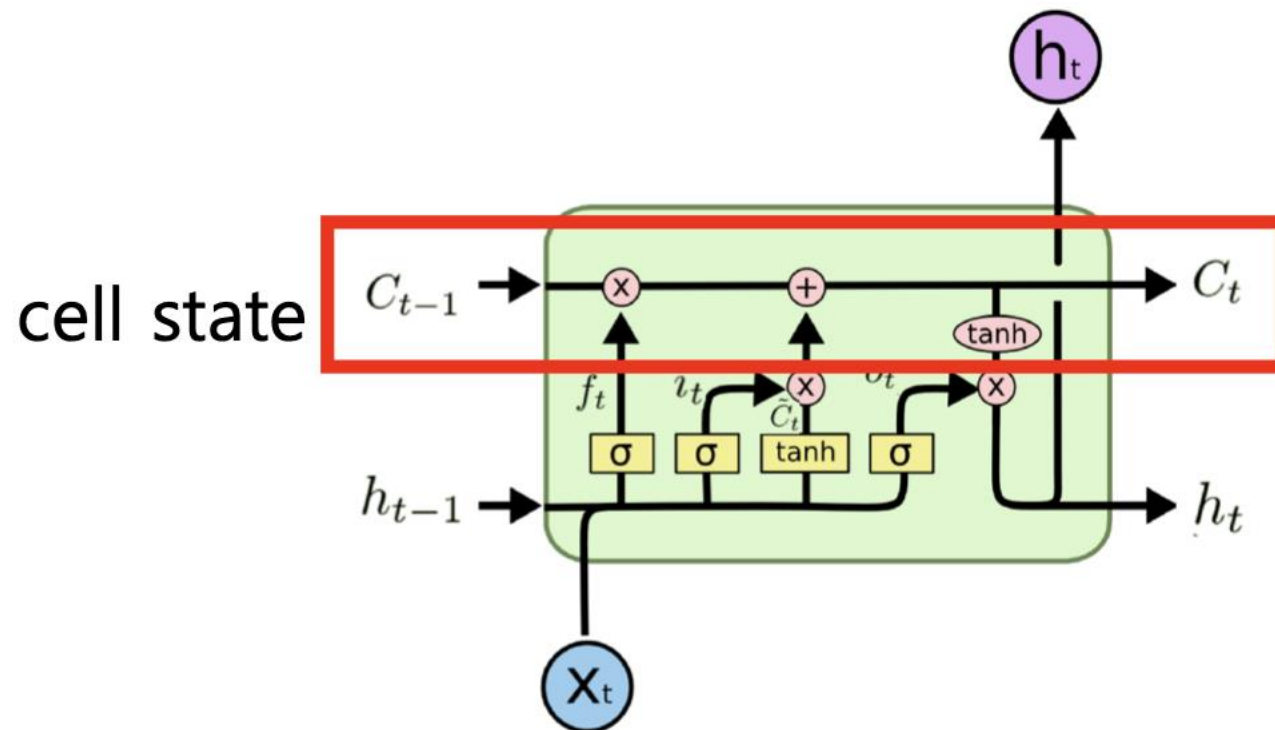 h_t
cell state
C_{t-1}
x
+
C_t
tanh
f_t
i_t
x
C̃_t
o_t
x
σ
σ
tanh
σ
h_{t-1}
h_t
X_t